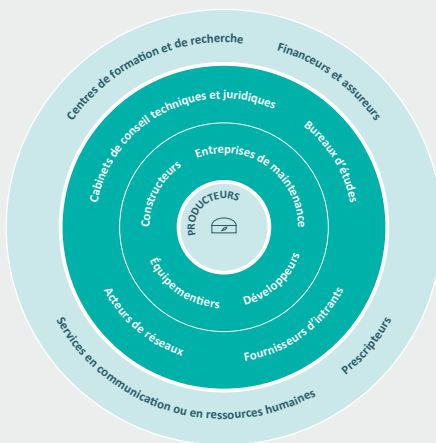 Centres de formation et de recherche
Financeurs et assureurs
Cabinets de conseil techniques et juridiques
Bureaux d'études
Constructeurs
Entreprises de maintenance
PRODUCTEURS
Équipementiers
Développeurs
Acteurs de réseaux
Fournisseurs d'intrants
Services en communication ou en ressources humaines
Prescripteurs